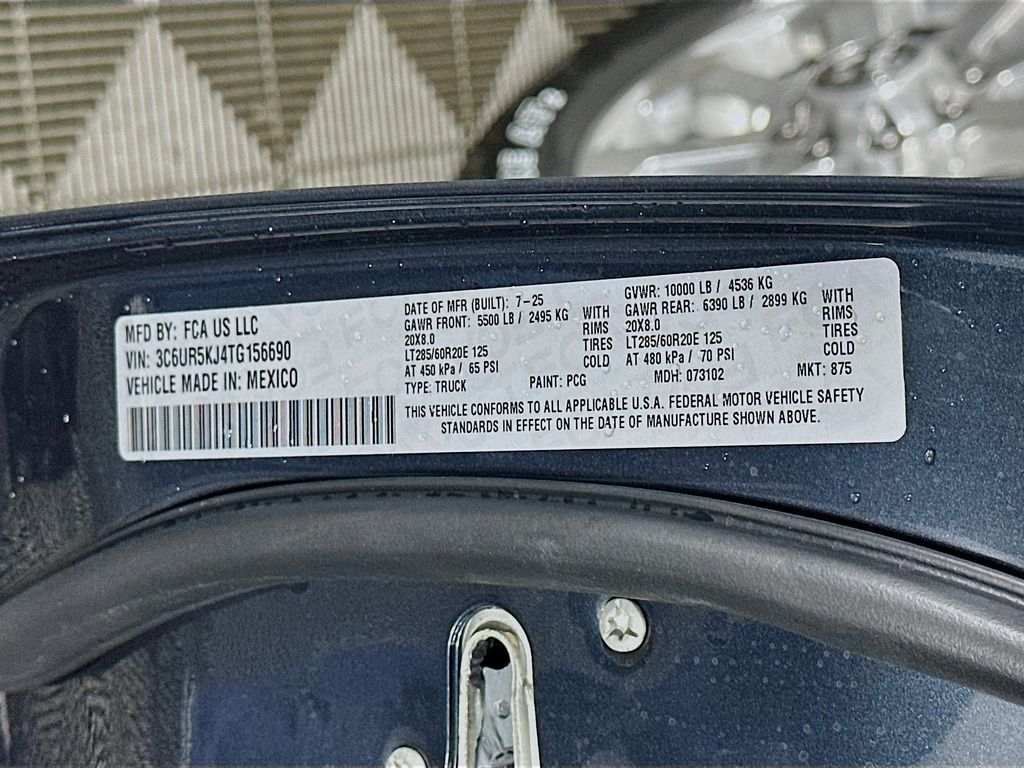 MFD BY: FCA US LLC
VIN: 3C6UR5KJ4TG156690
VEHICLE MADE IN: MEXICO
DATE OF MFR (BUILT): 7-25
GAWR FRONT: 5500 LB / 2495 KG WITH
20X8.0 RIMS
LT285/60R20E 125 TIRES
AT 450 kPa / 65 PSI COLD
TYPE: TRUCK PAINT: PCG
GVWR: 10000 LB / 4536 KG
GAWR REAR: 6390 LB / 2899 KG WITH
20X8.0 RIMS
LT285/60R20E 125 TIRES
AT 480 kPa / 70 PSI COLD
MDH: 073102 MKT: 875
THIS VEHICLE CONFORMS TO ALL APPLICABLE U.S.A. FEDERAL MOTOR VEHICLE SAFETY
STANDARDS IN EFFECT ON THE DATE OF MANUFACTURE SHOWN ABOVE.